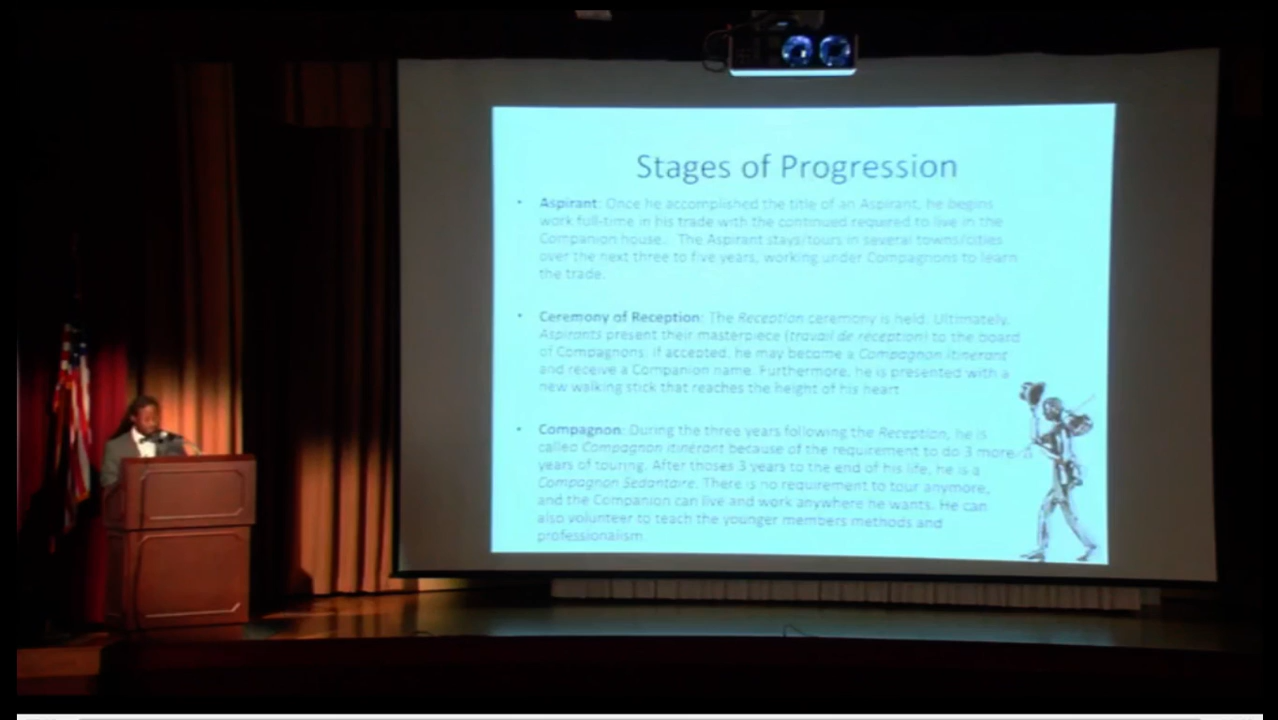 Stages of Progression
• Aspirant: Once he accomplished the title of an Aspirant, he begins
work full-time in his trade with the continued required to live in the
Companion house. The Aspirant stays/tours in several towns/cities
over the next three to five years, working under Compagnons to learn
the trade.
• Ceremony of Reception: The Reception ceremony is held. Ultimately,
Aspirants present their masterpiece (travail de réception) to the board
of Compagnons; if accepted, he may become a Compagnon itinérant
and receive a Companion name. Furthermore, he is presented with a
new walking stick that reaches the height of his heart
• Compagnon: During the three years following the Reception, he is
called Compagnon itinérant because of the requirement to do 3 more
years of touring. After thoses 3 years to the end of his life, he is a
Compagnon Sedantaire. There is no requirement to tour anymore,
and the Companion can live and work anywhere he wants. He can
also volunteer to teach the younger members methods and
professionalism.